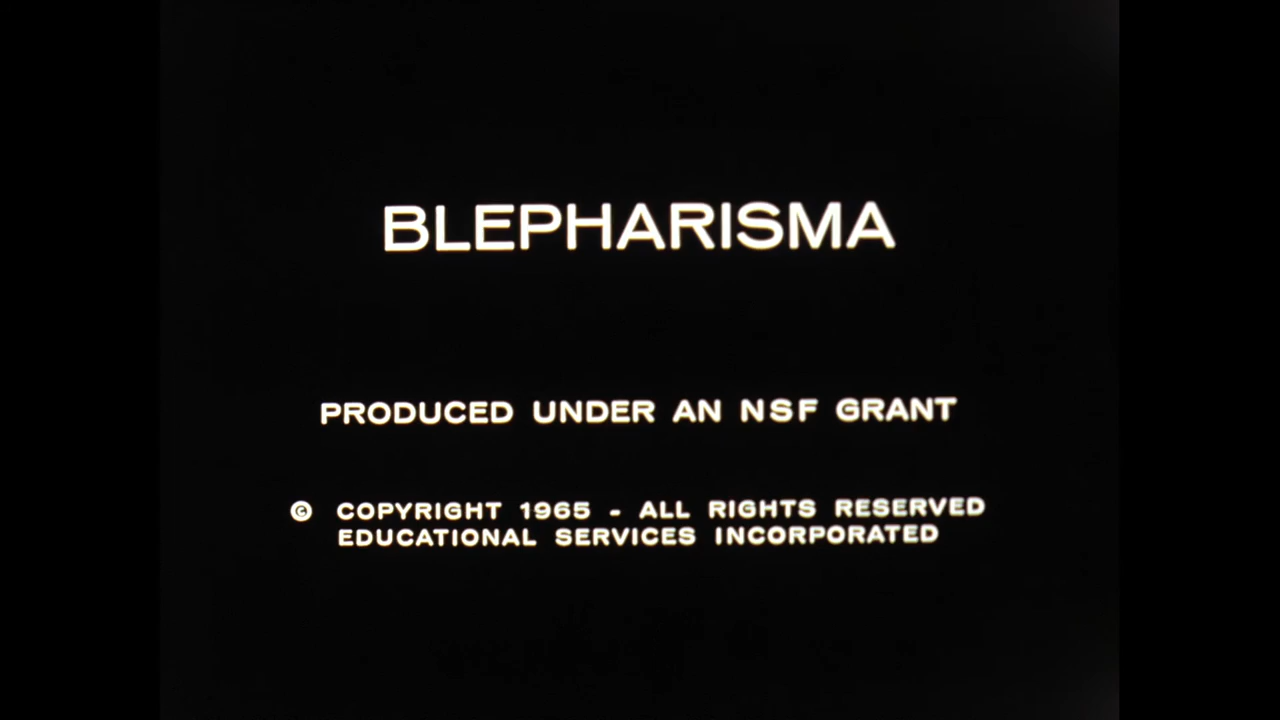 BLEPHARISMA
PRODUCED UNDER AN NSF GRANT
© COPYRIGHT 1965 - ALL RIGHTS RESERVED
EDUCATIONAL SERVICES INCORPORATED